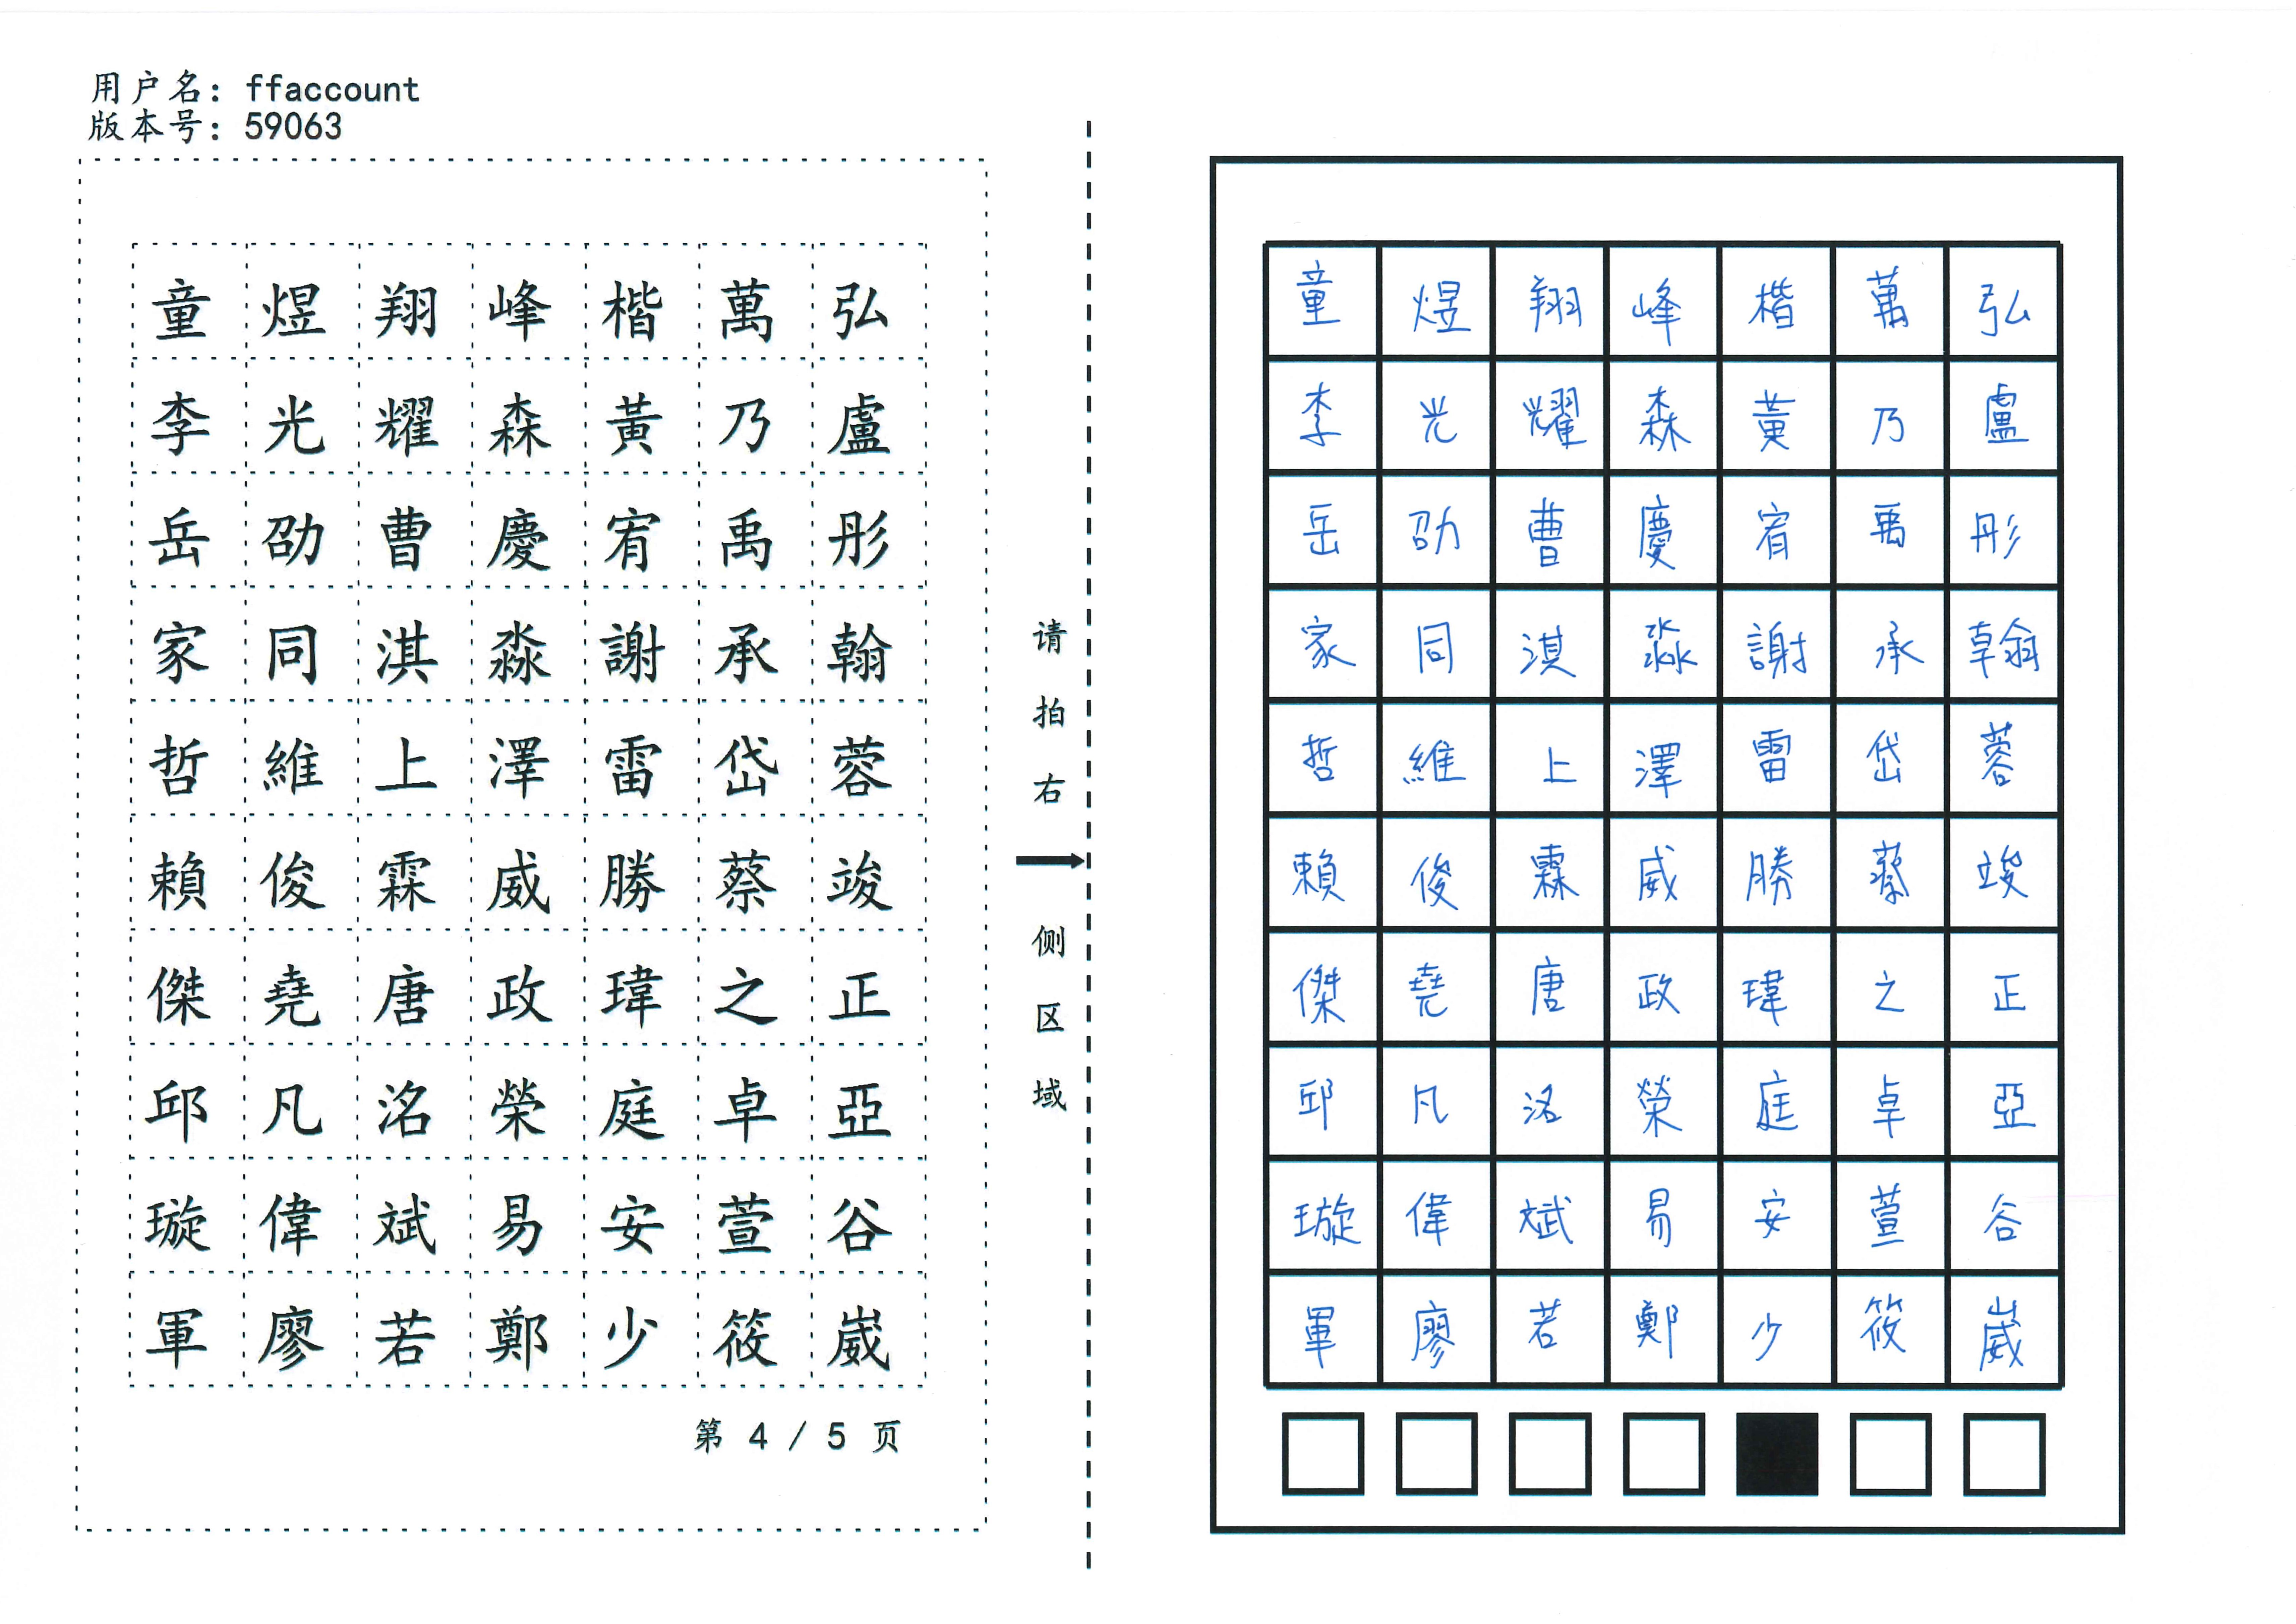 用户名: ffaccount
版本号: 59063
童煜翔峰楷萬弘
李光耀森黃乃盧
岳劭曹慶宥禹彤
家同淇淼謝承翰
哲維上澤雷岱蓉
賴俊霖威勝蔡竣
傑堯唐政瑋之正
邱凡洺榮庭卓亞
璇偉斌易安萱谷
軍廖若鄭少筱崴
第 4 / 5 页
请拍右侧区域
童煜翔峰楷萬弘
李光耀森黃乃盧
岳劭曹慶宥禹彤
家同淇淼謝承翰
哲維上澤雷岱蓉
賴俊霖威勝蔡竣
傑堯唐政瑋之正
邱凡洺榮庭卓亞
璇偉斌易安萱谷
軍廖若鄭少筱崴